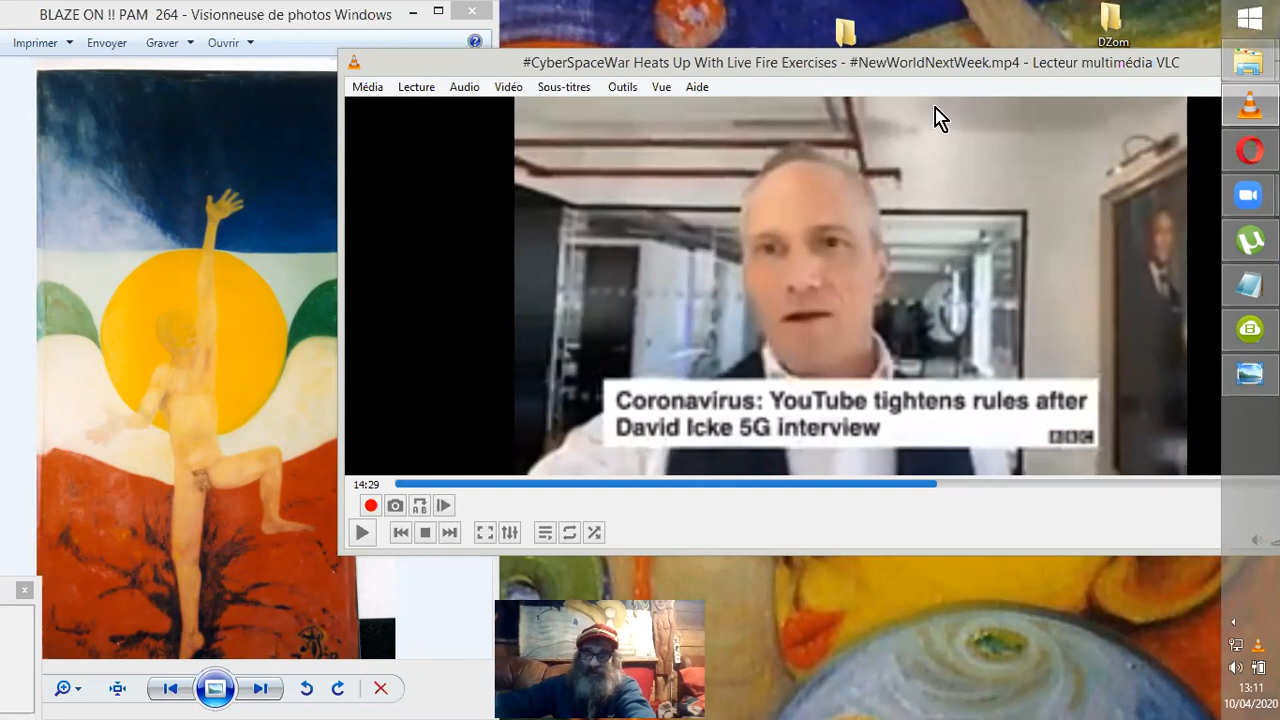 BLAZE ON !! PAM  264 - Visionneuse de photos Windows
Imprimer
Envoyer
Graver
Ouvrir
DZom
#CyberSpaceWar Heats Up With Live Fire Exercises - #NewWorldNextWeek.mp4 - Lecteur multimédia VLC
Média
Lecture
Audio
Vidéo
Sous-titres
Outils
Vue
Aide
Coronavirus: YouTube tightens rules after
David Icke 5G interview
BBC
14:29
13:11
10/04/2020